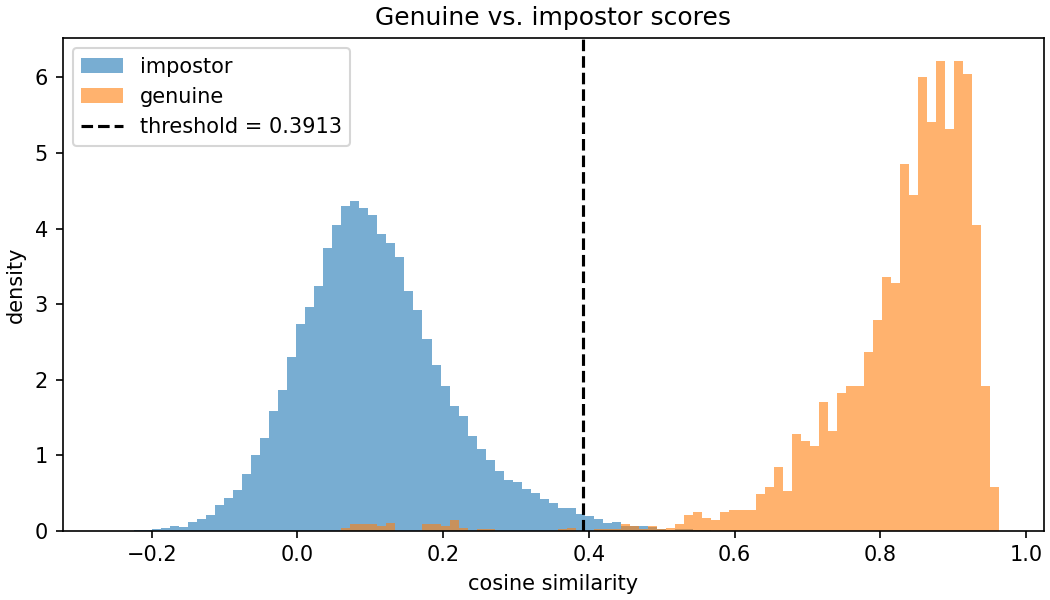 Genuine vs. impostor scores
impostor
genuine
threshold = 0.3913
density
6
5
4
3
2
1
0
−0.2
0.0
0.2
0.4
0.6
0.8
1.0
cosine similarity